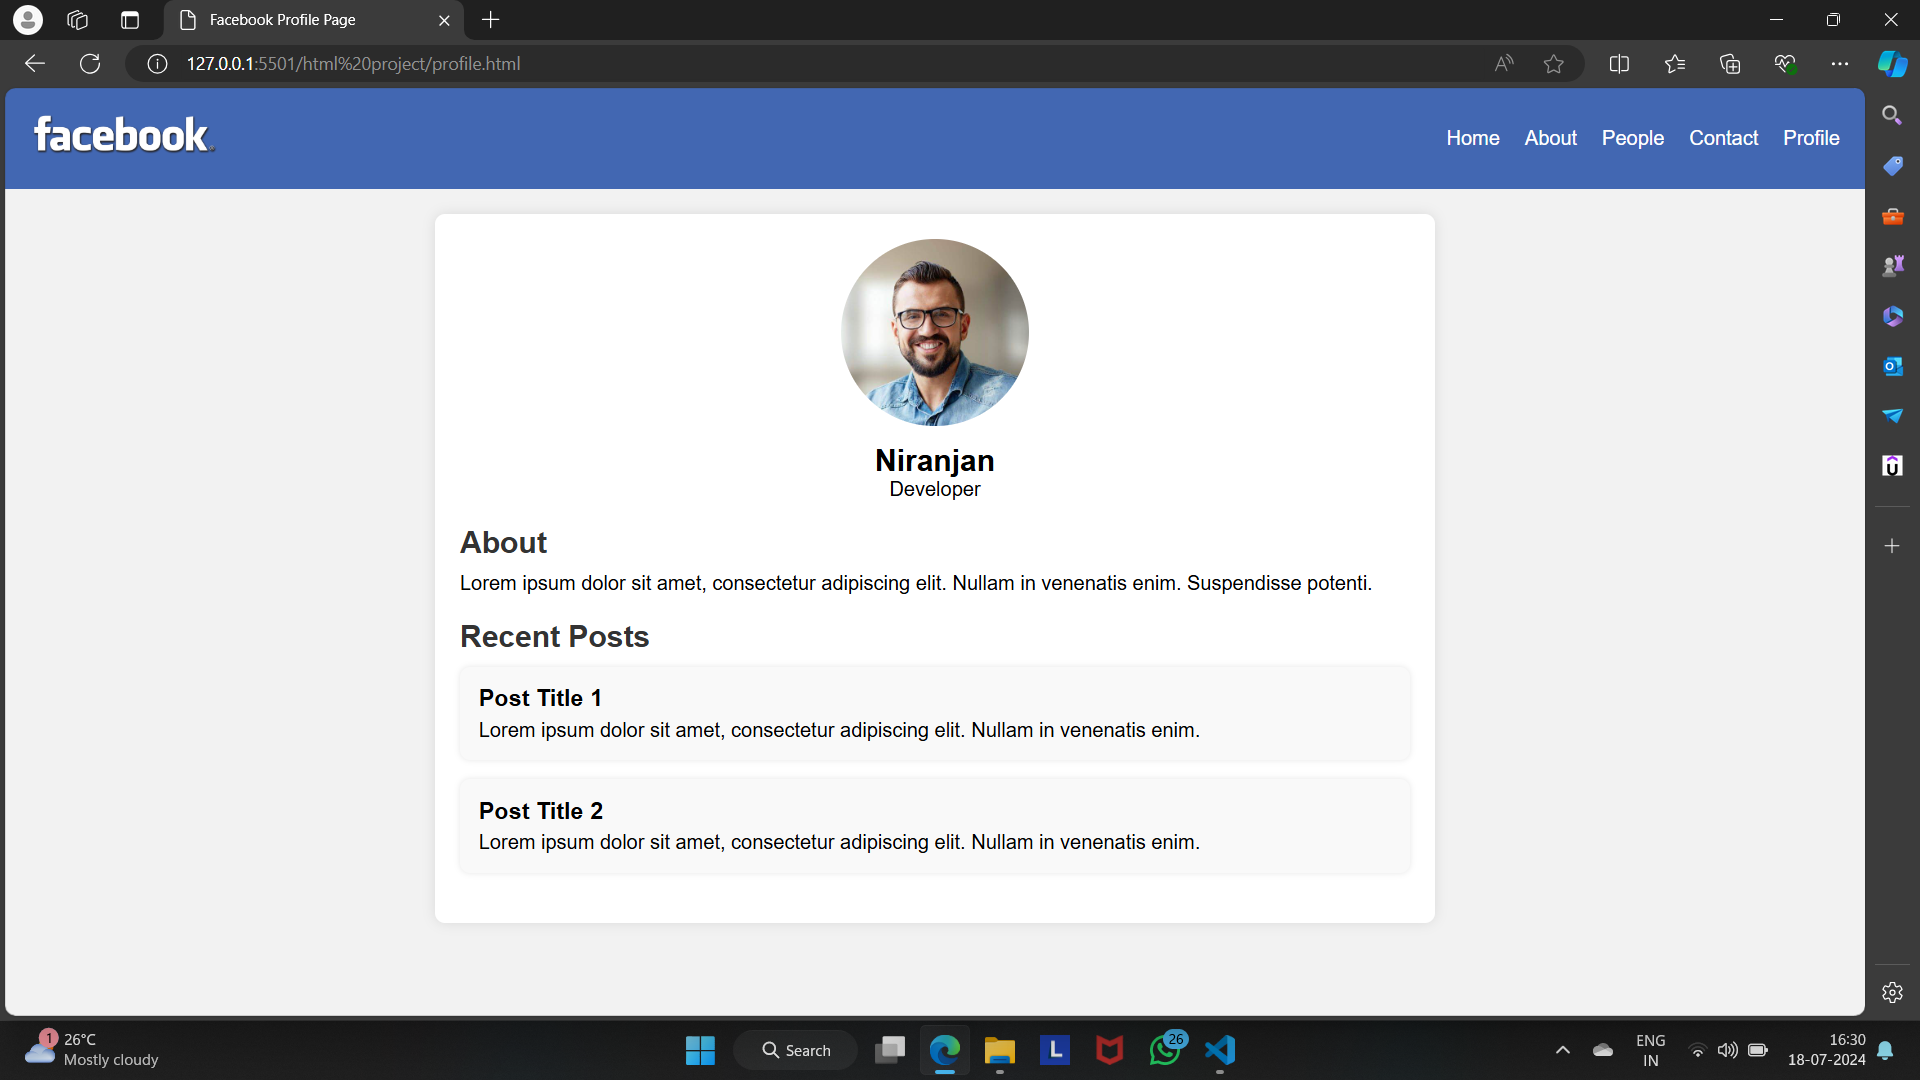 Facebook Profile Page
127.0.0.1:5501/html%20project/profile.html
facebook
Home About People Contact Profile
Niranjan
Developer
About
Lorem ipsum dolor sit amet, consectetur adipiscing elit. Nullam in venenatis enim. Suspendisse potenti.
Recent Posts
Post Title 1
Lorem ipsum dolor sit amet, consectetur adipiscing elit. Nullam in venenatis enim.
Post Title 2
Lorem ipsum dolor sit amet, consectetur adipiscing elit. Nullam in venenatis enim.
1
26°C
Mostly cloudy
Search
L
26
ENG
IN
16:30
18-07-2024